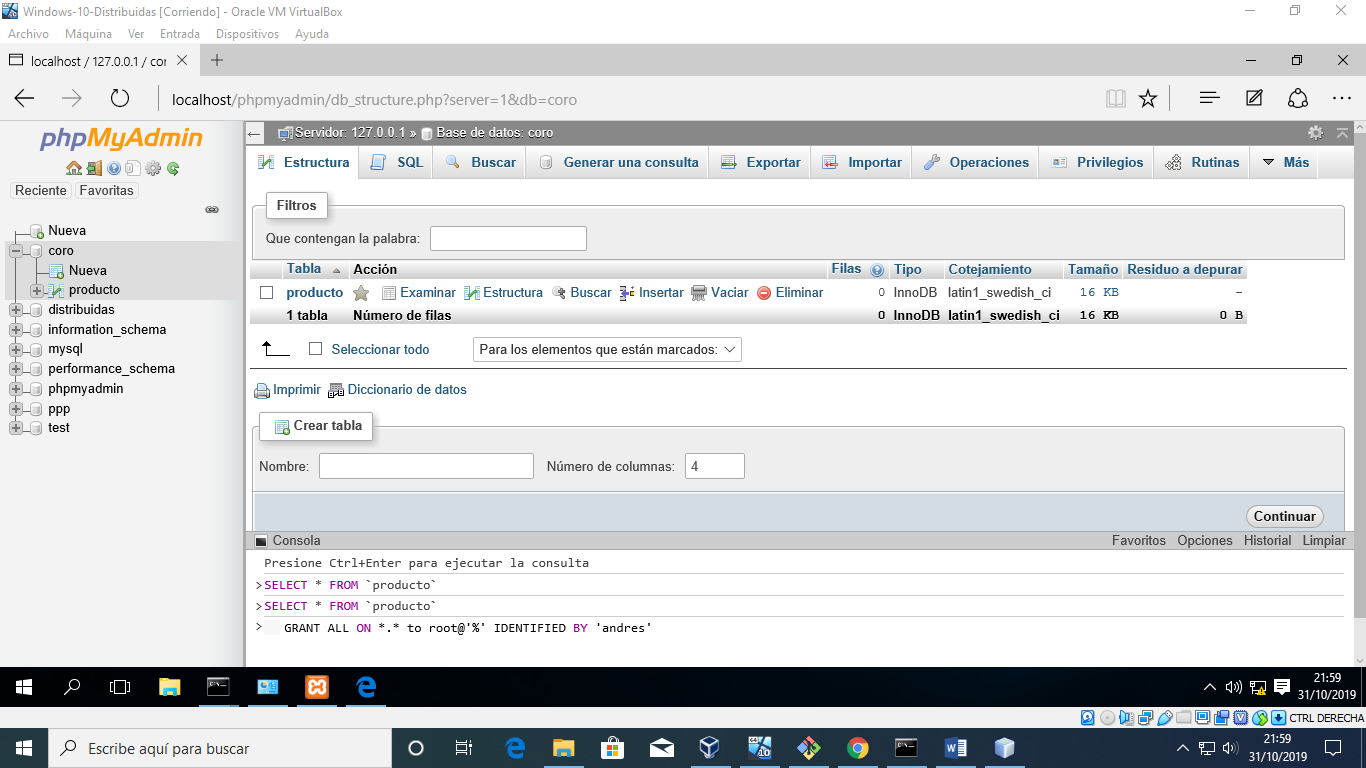 Windows-10-Distribuidas [Corriendo] - Oracle VM VirtualBox
Archivo Máquina Ver Entrada Dispositivos Ayuda
localhost / 127.0.0.1 / cor
localhost/phpmyadmin/db_structure.php?server=1&db=coro
phpMyAdmin
Reciente Favoritas
Nueva
coro
Nueva
producto
distribuidas
information_schema
mysql
performance_schema
phpmyadmin
ppp
test
Servidor: 127.0.0.1 » Base de datos: coro
Estructura SQL Buscar Generar una consulta Exportar Importar Operaciones Privilegios Rutinas Más
Filtros
Que contengan la palabra:
Tabla Acción Filas Tipo Cotejamiento Tamaño Residuo a depurar
producto Examinar Estructura Buscar Insertar Vaciar Eliminar 0 InnoDB latin1_swedish_ci 16 KB –
1 tabla Número de filas 0 InnoDB latin1_swedish_ci 16 KB 0 B
Seleccionar todo Para los elementos que están marcados:
Imprimir Diccionario de datos
Crear tabla
Nombre: Número de columnas: 4
Continuar
Consola Favoritos Opciones Historial Limpiar
Presione Ctrl+Enter para ejecutar la consulta
>SELECT * FROM `producto`
>SELECT * FROM `producto`
> GRANT ALL ON *.* to root@'%' IDENTIFIED BY 'andres'
21:59
31/10/2019
CTRL DERECHA
Escribe aquí para buscar
21:59
31/10/2019